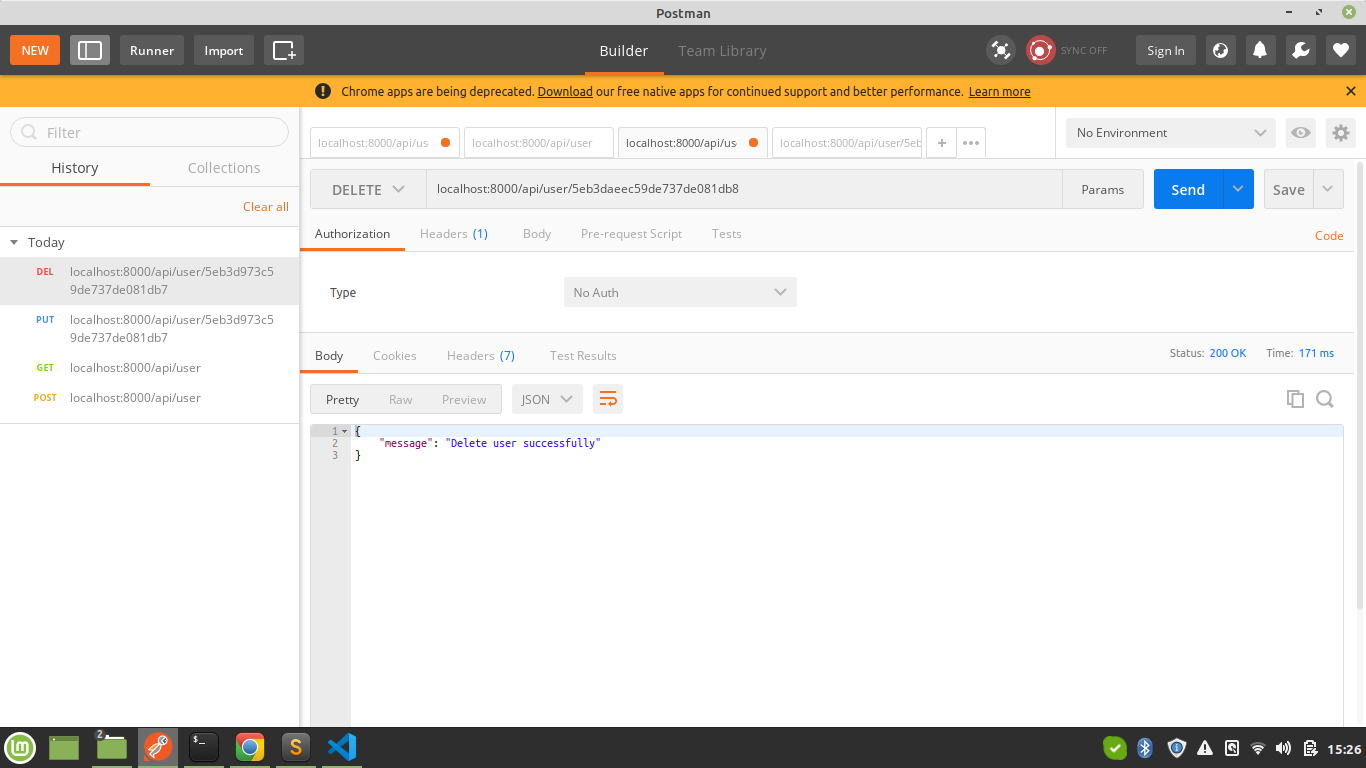 Postman
NEW
Runner
Import
Builder
Team Library
SYNC OFF
Sign In
Chrome apps are being deprecated. Download our free native apps for continued support and better performance. Learn more
Filter
History
Collections
Clear all
Today
DEL localhost:8000/api/user/5eb3d973c5
9de737de081db7
PUT localhost:8000/api/user/5eb3d973c5
9de737de081db7
GET localhost:8000/api/user
POST localhost:8000/api/user
localhost:8000/api/us
localhost:8000/api/user
localhost:8000/api/us
localhost:8000/api/user/5eb
No Environment
DELETE
localhost:8000/api/user/5eb3daeec59de737de081db8
Params
Send
Save
Authorization
Headers (1)
Body
Pre-request Script
Tests
Code
Type
No Auth
Body
Cookies
Headers (7)
Test Results
Status: 200 OK
Time: 171 ms
Pretty
Raw
Preview
JSON
1 {
2 "message": "Delete user successfully"
3 }
2
15:26